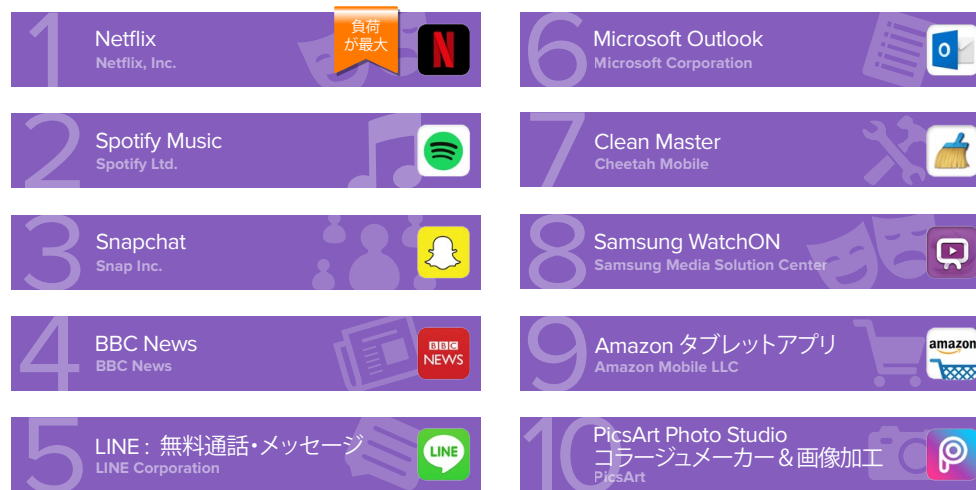 1
Netflix
Netflix, Inc.
負荷
が最大
N
2
Spotify Music
Spotify Ltd.
3
Snapchat
Snap Inc.
4
BBC News
BBC News
BBC
NEWS
5
LINE : 無料通話・メッセージ
LINE Corporation
LINE
6
Microsoft Outlook
Microsoft Corporation
O
7
Clean Master
Cheetah Mobile
8
Samsung WatchON
Samsung Media Solution Center
9
Amazon タブレットアプリ
Amazon Mobile LLC
amazon
10
PicsArt Photo Studio
コラージュメーカー & 画像加工
PicsArt
P